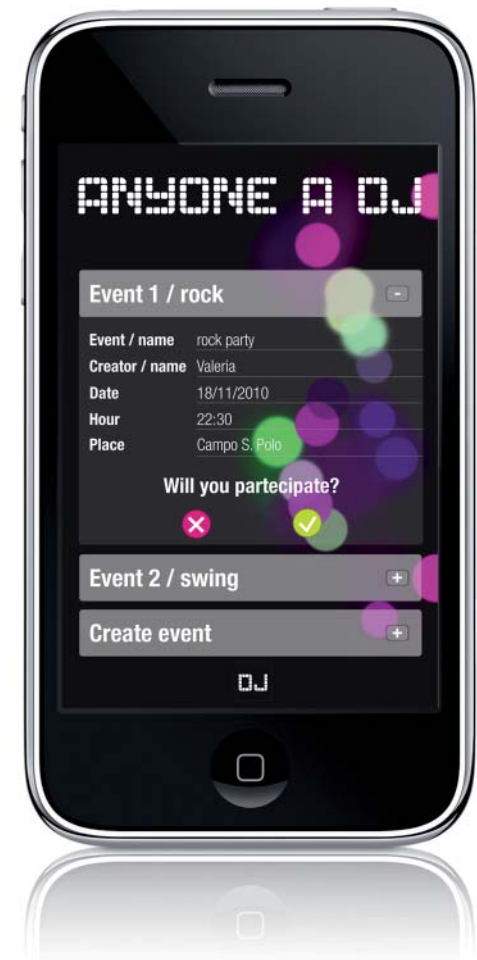 ANYONE A DJ
Event 1 / rock -
Event / name rock party
Creator / name Valeria
Date 18/11/2010
Hour 22:30
Place Campo S. Polo
Will you partecipate?
Event 2 / swing +
Create event +
DJ